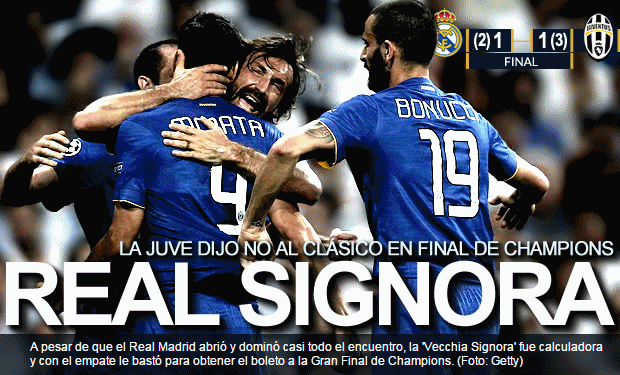 (2) 1 1 (3)
FINAL
JUVENTUS
MORATA
9
BONUCCI
19
LA JUVE DIJO NO AL CLÁSICO EN FINAL DE CHAMPIONS
REAL SIGNORA
A pesar de que el Real Madrid abrió y dominó casi todo el encuentro, la 'Vecchia Signora' fue calculadora
y con el empate le bastó para obtener el boleto a la Gran Final de Champions. (Foto: Getty)